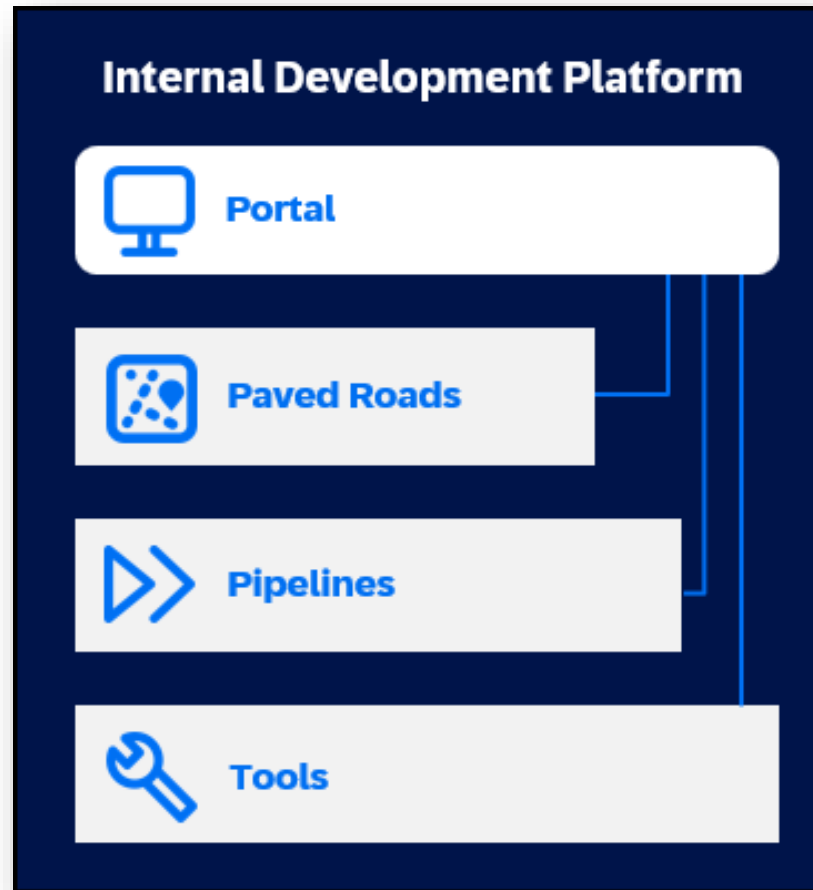 Internal Development Platform
Portal
Paved Roads
Pipelines
Tools